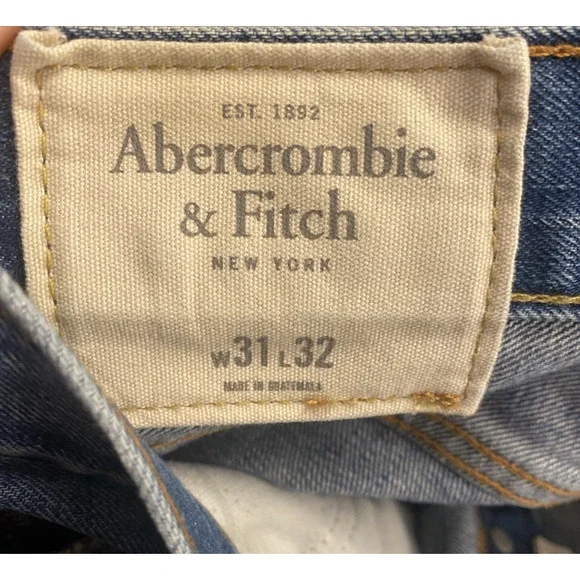 EST. 1892
Abercrombie
& Fitch
NEW YORK
W31 L32
MADE IN GUATEMALA